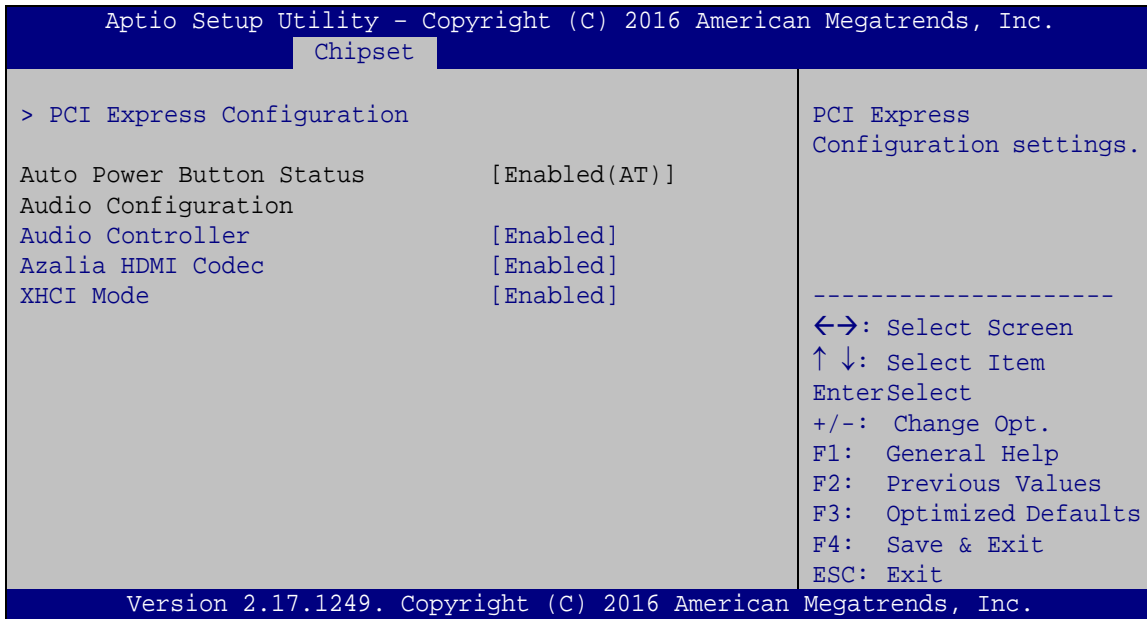 Aptio Setup Utility – Copyright (C) 2016 American Megatrends, Inc.
Chipset
> PCI Express Configuration
Auto Power Button Status [Enabled(AT)]
Audio Configuration
Audio Controller [Enabled]
Azalia HDMI Codec [Enabled]
XHCI Mode [Enabled]
PCI Express
Configuration settings.
---------------------
←→: Select Screen
↑ ↓: Select Item
EnterSelect
+/-: Change Opt.
F1: General Help
F2: Previous Values
F3: Optimized Defaults
F4: Save & Exit
ESC: Exit
Version 2.17.1249. Copyright (C) 2016 American Megatrends, Inc.